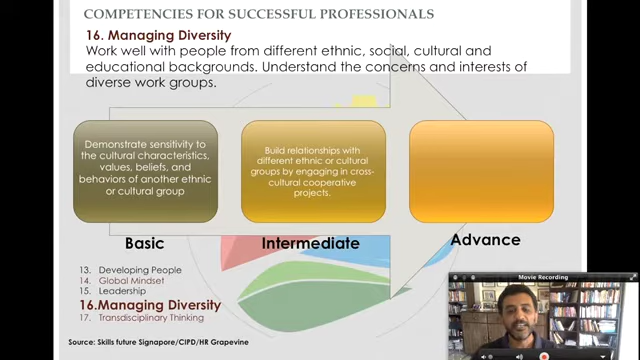 COMPETENCIES FOR SUCCESSFUL PROFESSIONALS
16. Managing Diversity
Work well with people from different ethnic, social, cultural and
educational backgrounds. Understand the concerns and interests of
diverse work groups.
Demonstrate sensitivity to
the cultural characteristics,
values, beliefs, and
behaviors of another ethnic
or cultural group
Build relationships with
different ethnic or cultural
groups by engaging in cross-
cultural cooperative
projects.
Basic
Intermediate
Advance
13. Developing People
14. Global Mindset
15. Leadership
16.Managing Diversity
17. Transdisciplinary Thinking
Source: Skills future Signapore/CIPD/HR Grapevine
Movie Recording